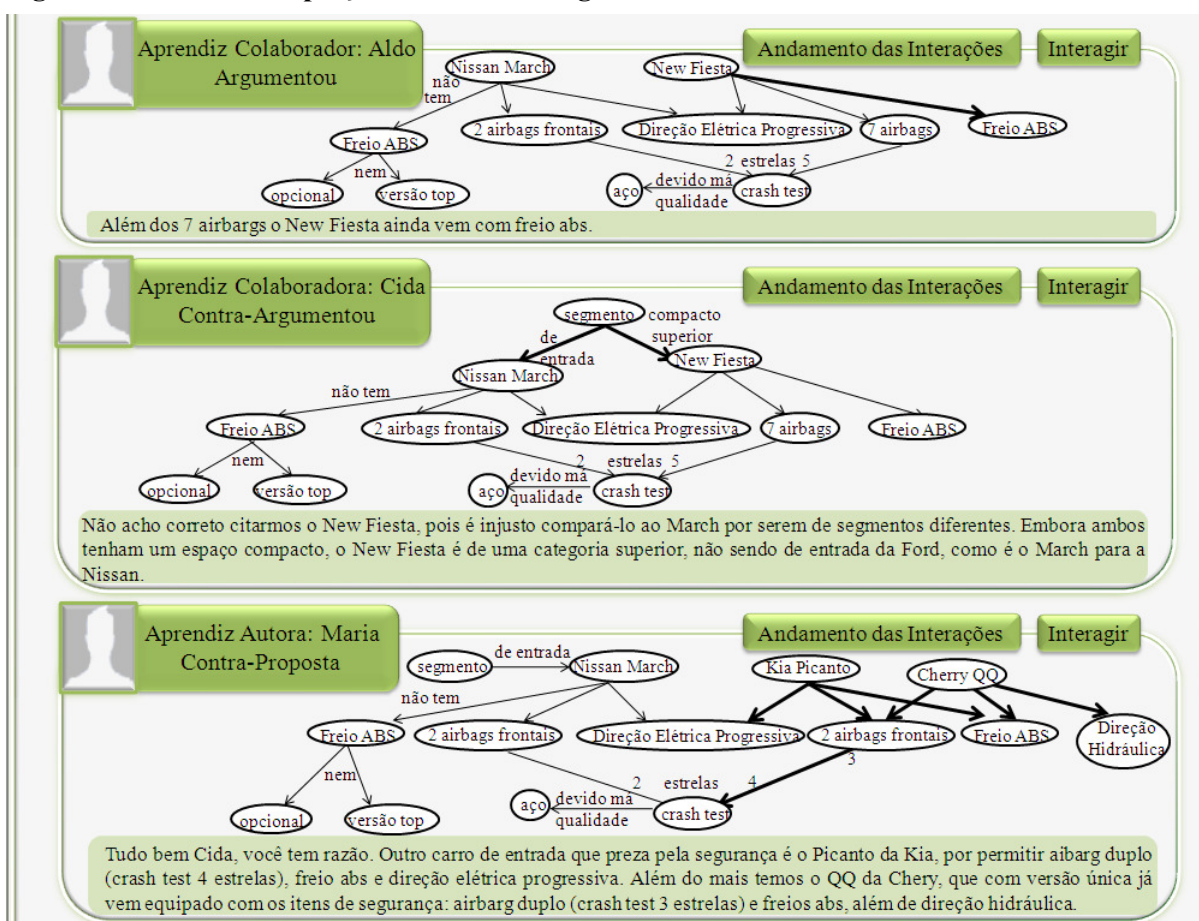 Aprendiz Colaborador: Aldo
Argumentou
Andamento das Interações
Interagir
Nissan March
New Fiesta
não
tem
2 airbags frontais
Direção Elétrica Progressiva
7 airbags
Freio ABS
Freio ABS
nem
2 estrelas 5
opcional
versão top
aço
devido má
qualidade
crash test
Além dos 7 airbargs o New Fiesta ainda vem com freio abs.
Aprendiz Colaboradora: Cida
Contra-Argumentou
Andamento das Interações
Interagir
segmento
compacto
superior
de
entrada
New Fiesta
Nissan March
não tem
Freio ABS
2 airbags frontais
Direção Elétrica Progressiva
7 airbags
Freio ABS
nem
2 estrelas 5
opcional
versão top
aço
devido má
qualidade
crash test
Não acho correto citarmos o New Fiesta, pois é injusto compará-lo ao March por serem de segmentos diferentes. Embora ambos
tenham um espaço compacto, o New Fiesta é de uma categoria superior, não sendo de entrada da Ford, como é o March para a
Nissan.
Aprendiz Autora: Maria
Contra-Proposta
Andamento das Interações
Interagir
segmento
de entrada
Nissan March
Kia Picanto
Cherry QQ
não tem
Freio ABS
2 airbags frontais
Direção Elétrica Progressiva
2 airbags frontais
Freio ABS
Direção
Hidráulica
3
nem
2 estrelas 4
opcional
versão top
aço
devido má
qualidade
crash test
Tudo bem Cida, você tem razão. Outro carro de entrada que preza pela segurança é o Picanto da Kia, por permitir aibarg duplo
(crash test 4 estrelas), freio abs e direção elétrica progressiva. Além do mais temos o QQ da Chery, que com versão única já
vem equipado com os itens de segurança: airbarg duplo (crash test 3 estrelas) e freios abs, além de direção hidráulica.